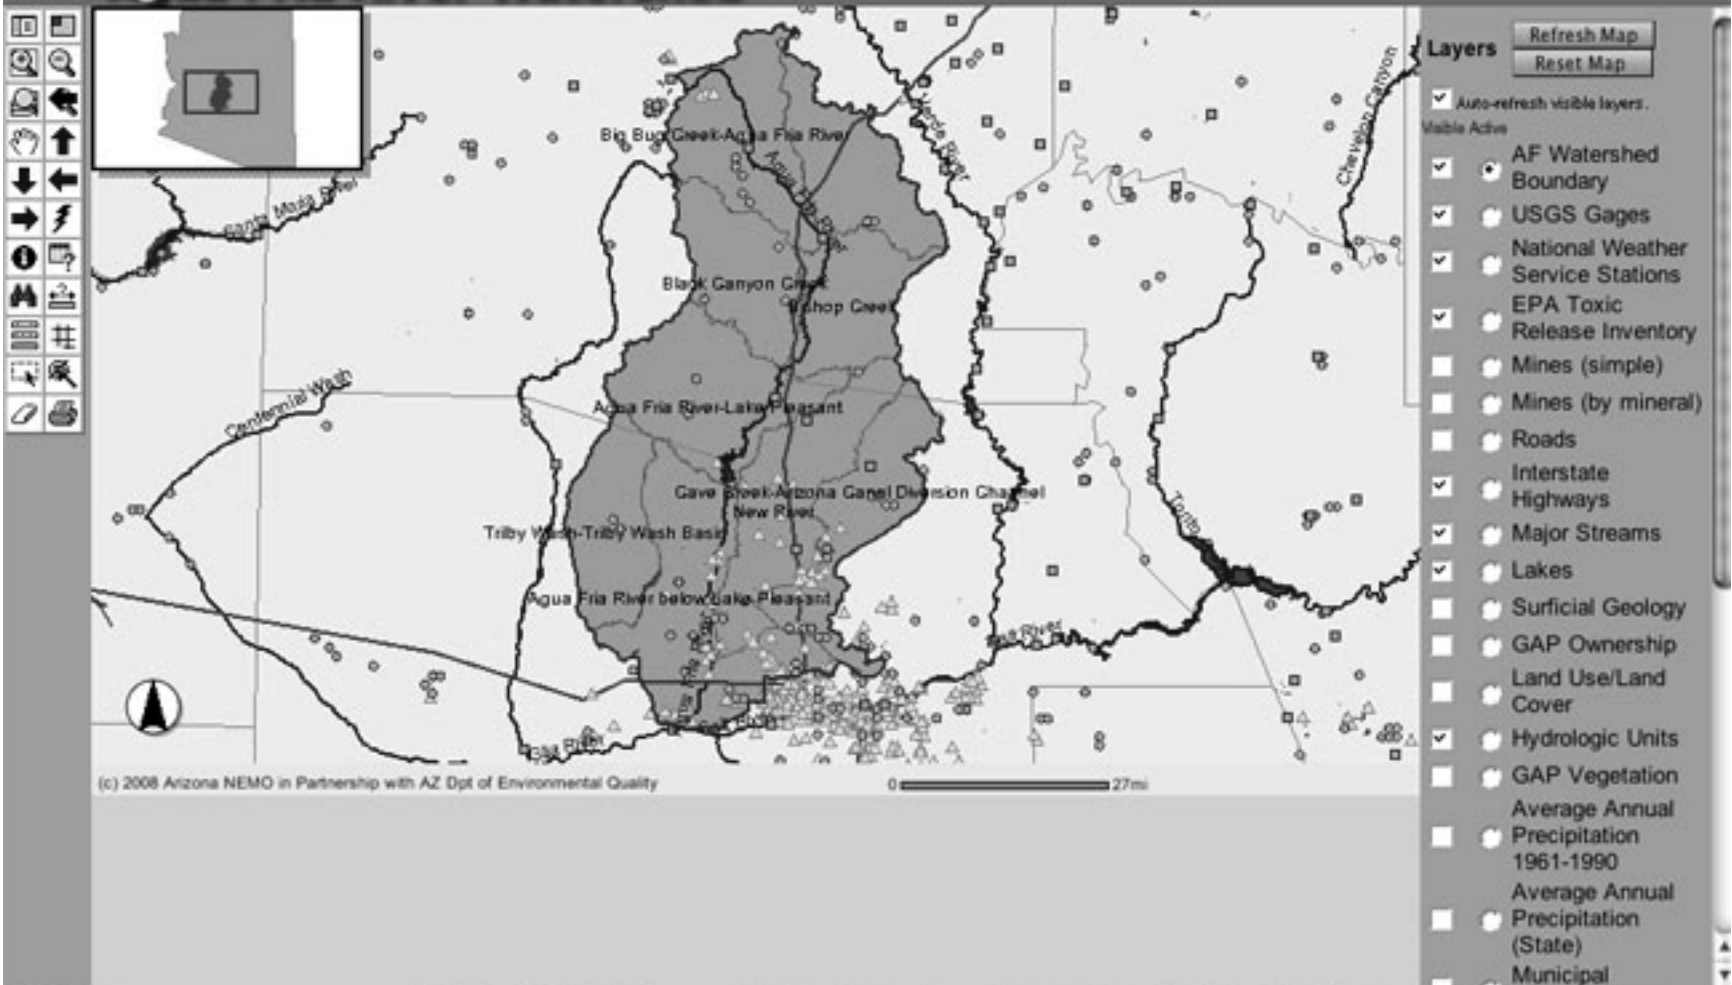 Big Bug Creek-Agua Fria River
Verde River
Chevelon Canyon
Santa Maria River
Black Canyon Creek
Bishop Creek
Centennial Wash
Agua Fria River-Lake Pleasant
Cave Creek-Arizona Canal Diversion Channel
New River
Trilby Wash-Trilby Wash Basin
Tonto
Agua Fria River below Lake Pleasant
Salt River
Gila River
(c) 2008 Arizona NEMO in Partnership with AZ Dpt of Environmental Quality
0 27mi
Layers
Refresh Map
Reset Map
Auto-refresh visible layers.
Visible Active
AF Watershed
Boundary
USGS Gages
National Weather
Service Stations
EPA Toxic
Release Inventory
Mines (simple)
Mines (by mineral)
Roads
Interstate
Highways
Major Streams
Lakes
Surficial Geology
GAP Ownership
Land Use/Land
Cover
Hydrologic Units
GAP Vegetation
Average Annual
Precipitation
1961-1990
Average Annual
Precipitation
(State)
Municipal